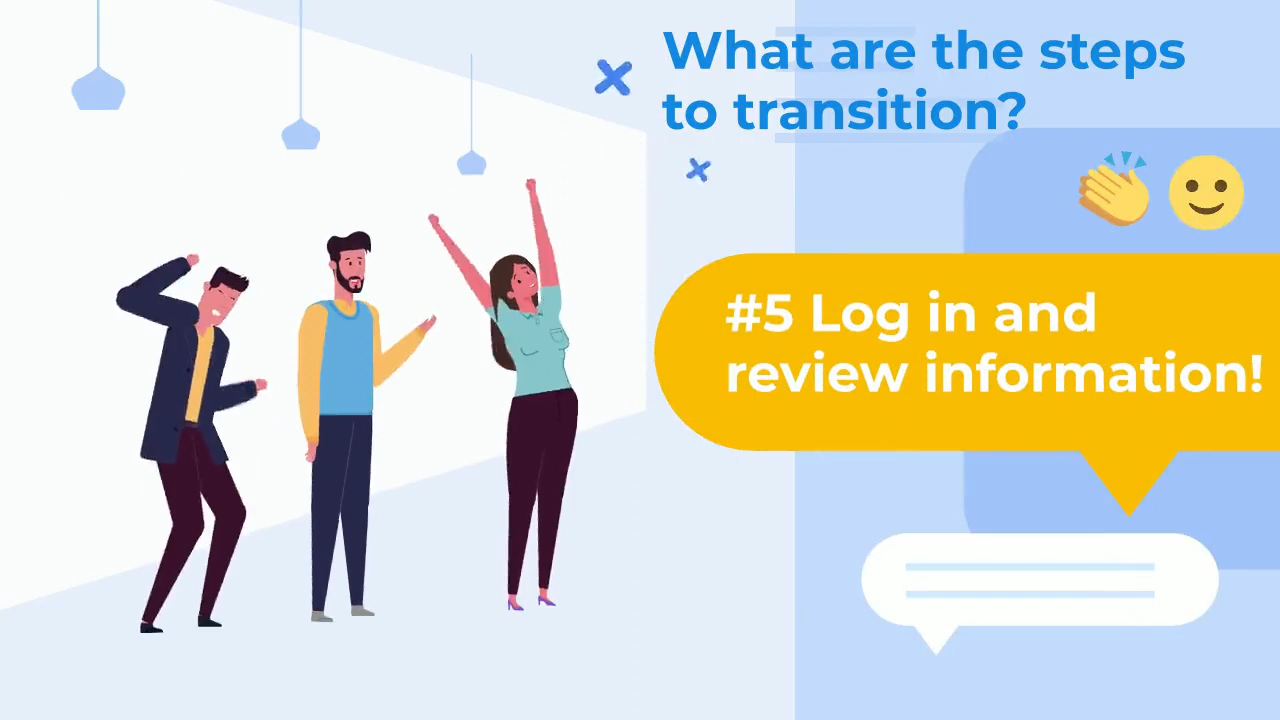 What are the steps
to transition?
#5 Log in and
review information!